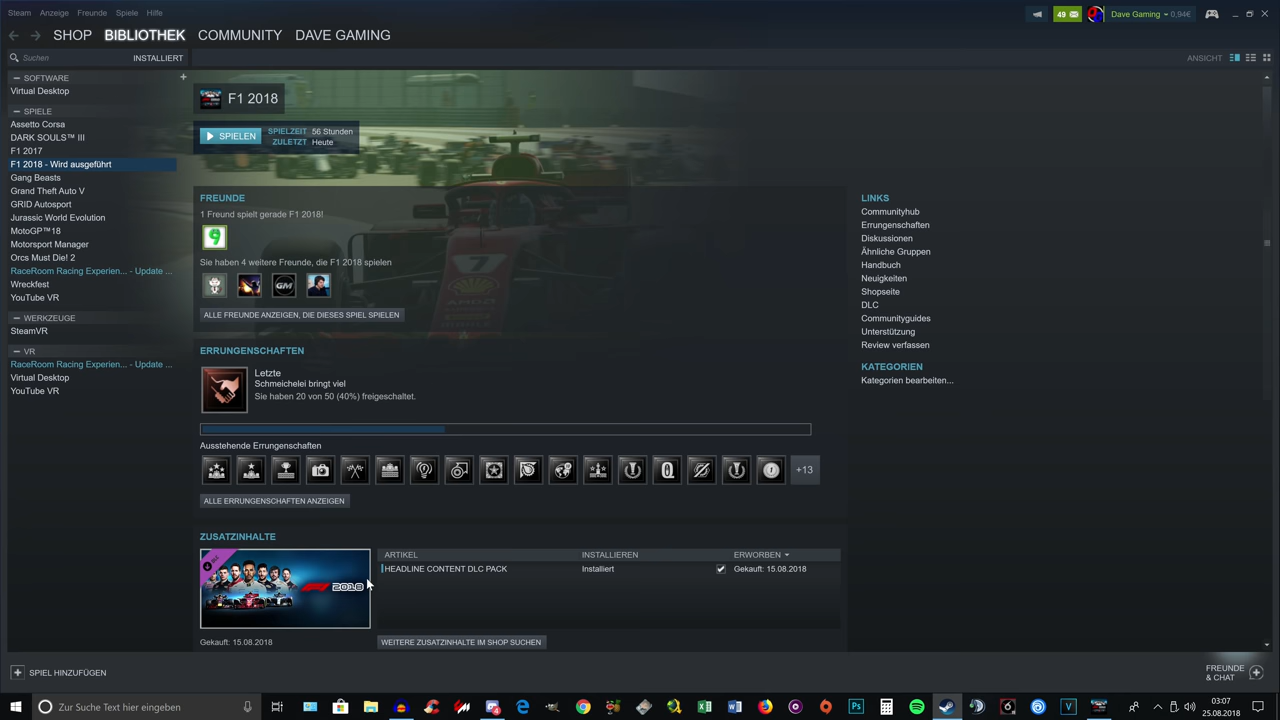 Steam Anzeige Freunde Spiele Hilfe
49 Dave Gaming 0,94€
SHOP BIBLIOTHEK COMMUNITY DAVE GAMING
Suchen INSTALLIERT
ANSICHT
SOFTWARE
Virtual Desktop
SPIELE
Assetto Corsa
DARK SOULS™ III
F1 2017
F1 2018 - Wird ausgeführt
Gang Beasts
Grand Theft Auto V
GRID Autosport
Jurassic World Evolution
MotoGP™18
Motorsport Manager
Orcs Must Die! 2
RaceRoom Racing Experien... - Update ...
Wreckfest
YouTube VR
WERKZEUGE
SteamVR
VR
RaceRoom Racing Experien... - Update ...
Virtual Desktop
YouTube VR
F1 2018
SPIELEN
SPIELZEIT 56 Stunden
ZULETZT Heute
FREUNDE
1 Freund spielt gerade F1 2018!
9
Sie haben 4 weitere Freunde, die F1 2018 spielen
GM
ALLE FREUNDE ANZEIGEN, DIE DIESES SPIEL SPIELEN
ERRUNGENSCHAFTEN
Letzte
Schmeichelei bringt viel
Sie haben 20 von 50 (40%) freigeschaltet.
Ausstehende Errungenschaften
+13
ALLE ERRUNGENSCHAFTEN ANZEIGEN
ZUSATZINHALTE
ARTIKEL INSTALLIEREN ERWORBEN
HEADLINE CONTENT DLC PACK Installiert Gekauft: 15.08.2018
2018
Gekauft: 15.08.2018
WEITERE ZUSATZINHALTE IM SHOP SUCHEN
LINKS
Communityhub
Errungenschaften
Diskussionen
Ähnliche Gruppen
Handbuch
Neuigkeiten
Shopseite
DLC
Communityguides
Unterstützung
Review verfassen
KATEGORIEN
Kategorien bearbeiten...
SPIEL HINZUFÜGEN
FREUNDE
& CHAT
Zur Suche Text hier eingeben
03:07
25.08.2018